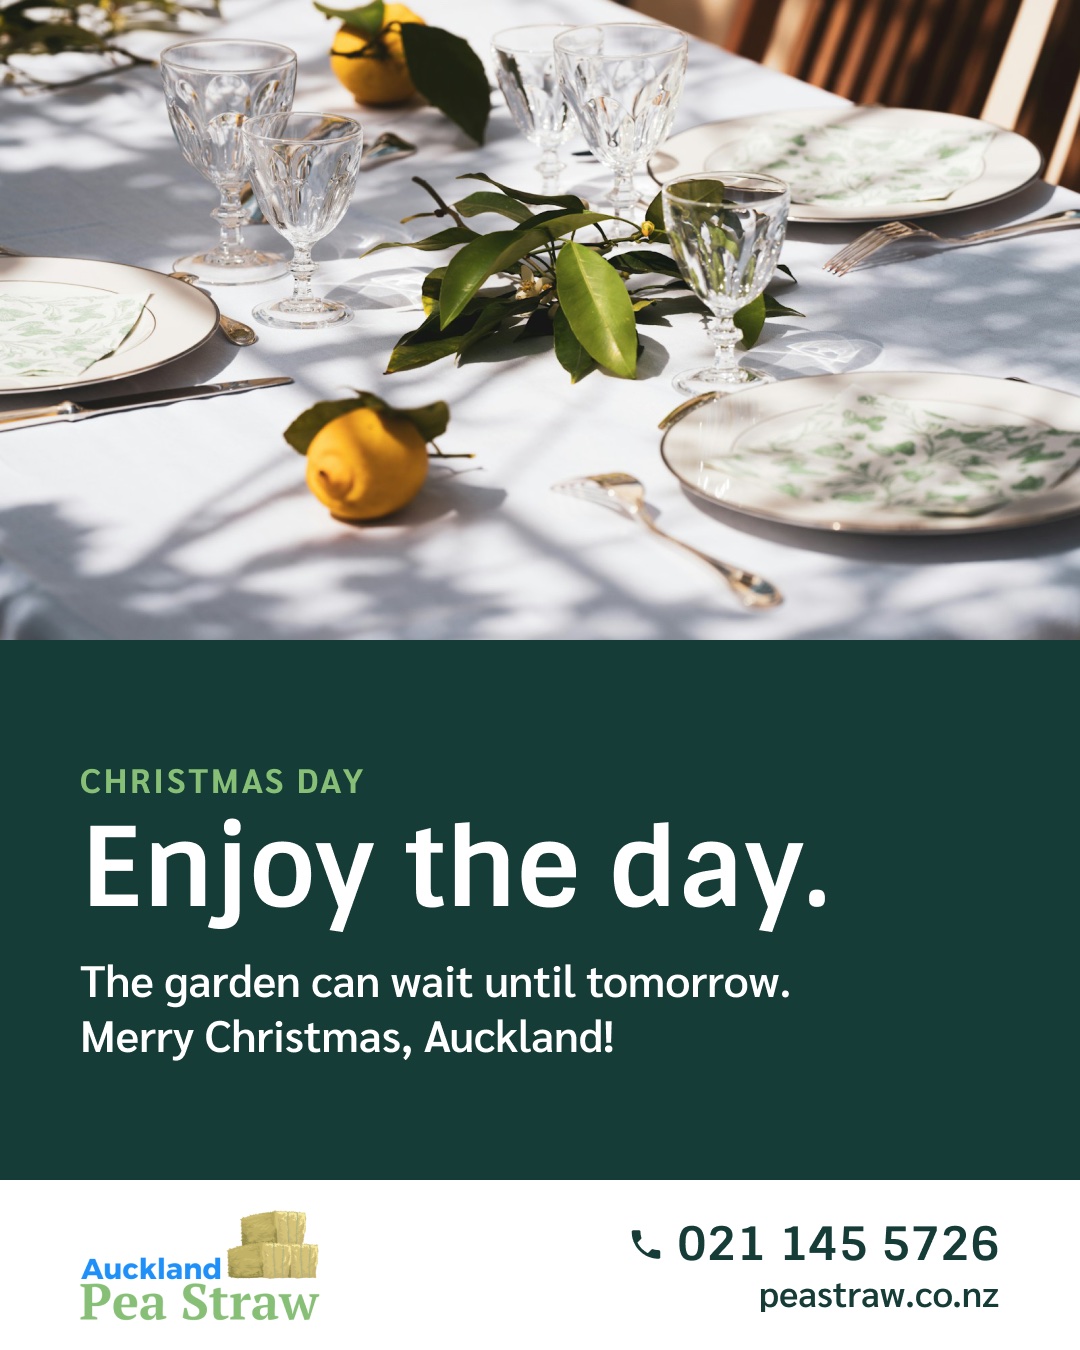 CHRISTMAS DAY
Enjoy the day.
The garden can wait until tomorrow.
Merry Christmas, Auckland!
Auckland
Pea Straw
021 145 5726
peastraw.co.nz